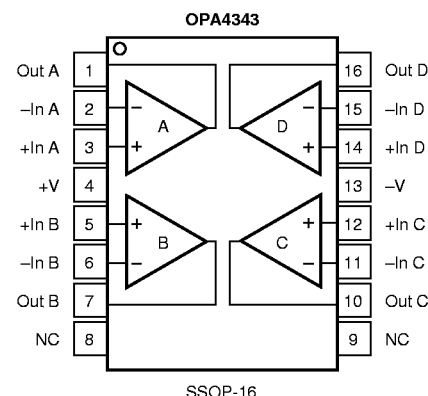 OPA4343
Out A 1 16 Out D
–In A 2 – – 15 –In D
A D
+In A 3 + + 14 +In D
+V 4 13 –V
+In B 5 + + 12 +In C
B C
–In B 6 – – 11 –In C
Out B 7 10 Out C
NC 8 9 NC
SSOP-16